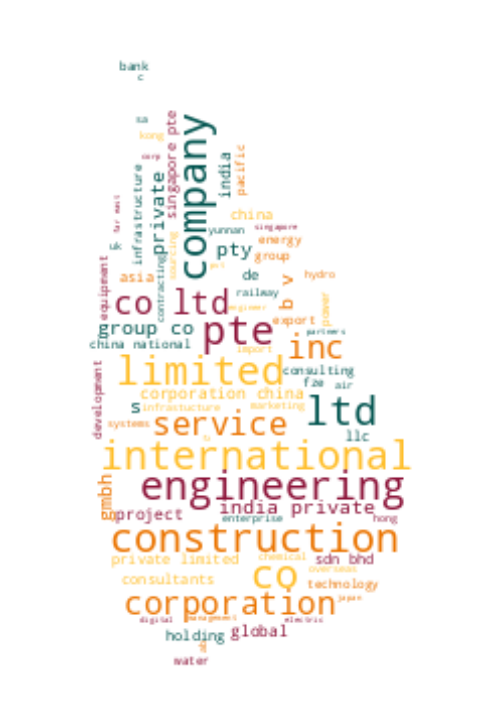 bank
c
sa
kong
corp
company
singapore pte
india
pacific
infrastructure
private
far east
china
singapore
yunnan
energy
uk
pty
sourcing
group
equipment
contracting
asia
de
hydro
railway
b v
power
co ltd
engineer
export
group co
pte
partners
china national
import
inc
limited
consulting
fze
air
development
corporation china
s
infrastucture
marketing
ltd
systems
service
llc
international
engineering
gmbh
project
india private
enterprise
hong
construction
private limited
chemical
sdn bhd
overseas
consultants
co
technology
corporation
japan
digital
management
electric
holding
global
water